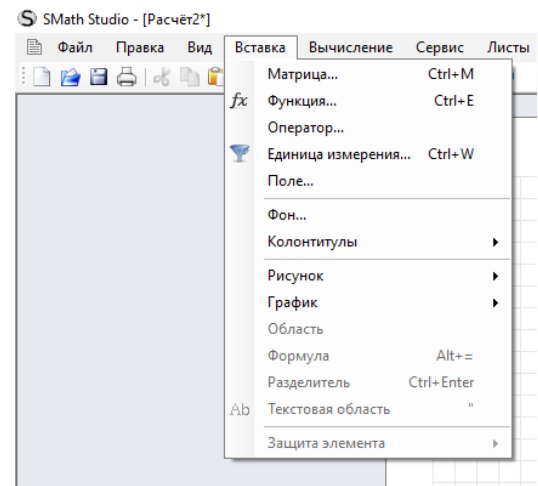 SMath Studio - [Расчёт2*]
Файл Правка Вид Вставка Вычисление Сервис Листы
Матрица... Ctrl+M
fx Функция... Ctrl+E
Оператор...
Единица измерения... Ctrl+W
Поле...
Фон...
Колонтитулы
Рисунок
График
Область
Формула Alt+=
Разделитель Ctrl+Enter
Ab Текстовая область "
Защита элемента